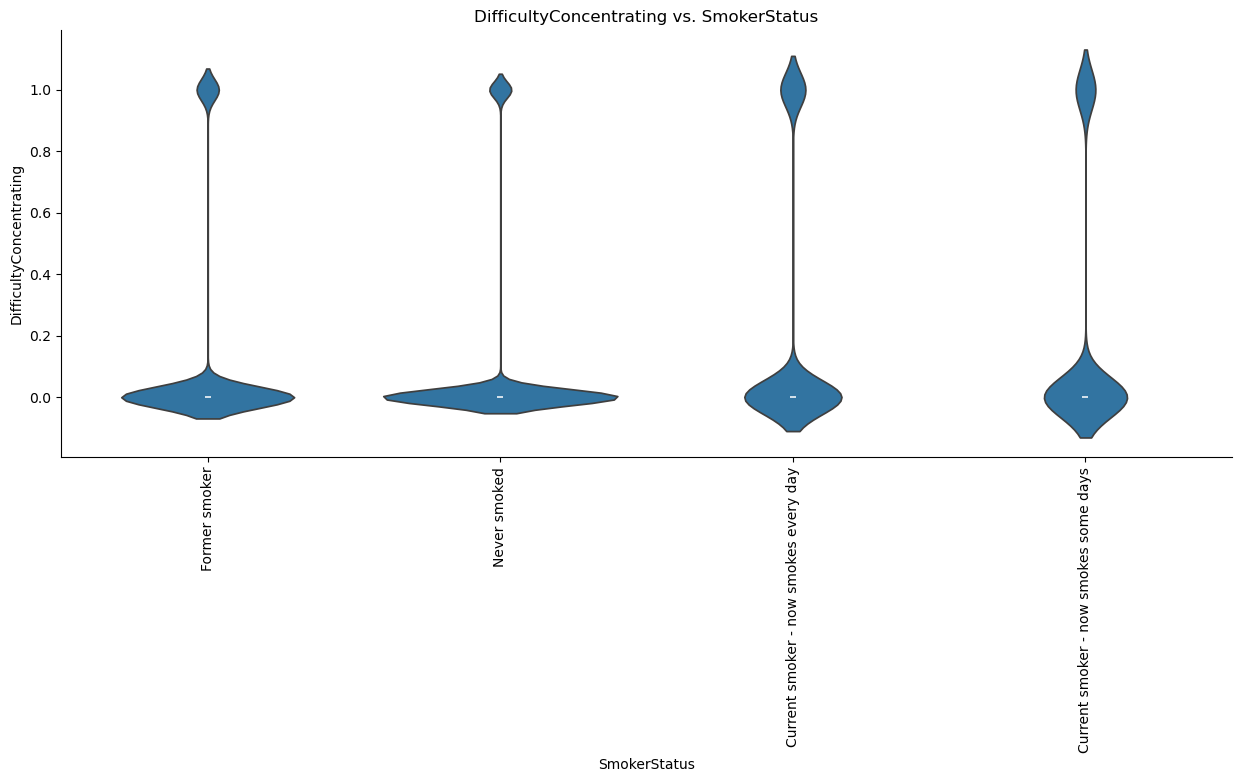 DifficultyConcentrating vs. SmokerStatus
DifficultyConcentrating
1.0
0.8
0.6
0.4
0.2
0.0
Former smoker
Never smoked
Current smoker - now smokes every day
Current smoker - now smokes some days
SmokerStatus